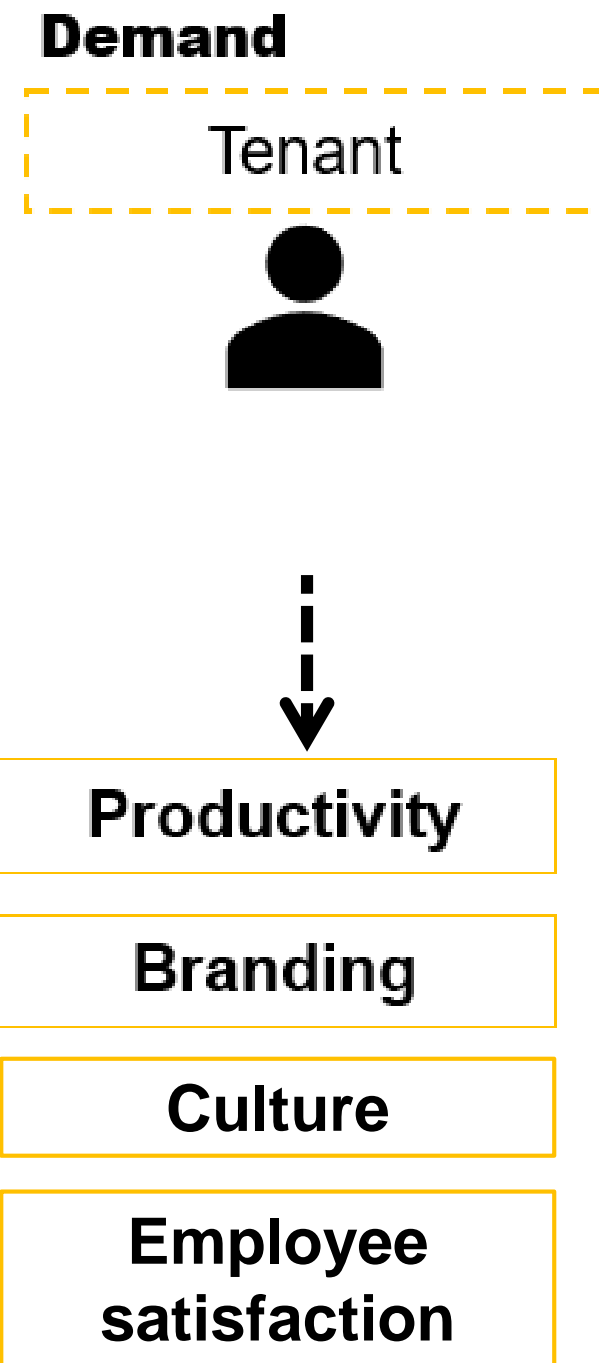 Demand
Tenant
Productivity
Branding
Culture
Employee
satisfaction